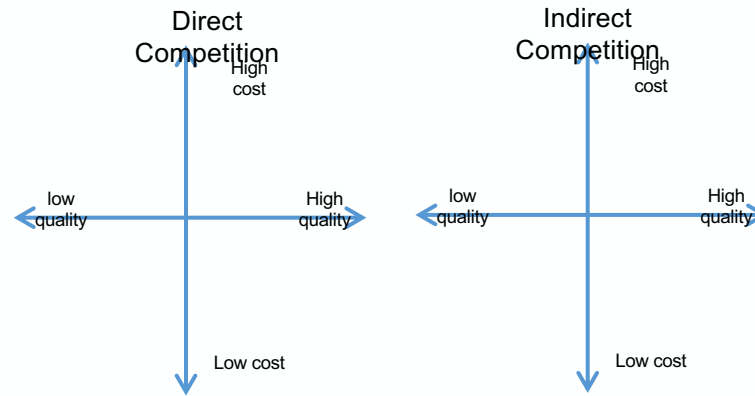 Direct
Competition
High
cost
low
quality
High
quality
Low cost
Indirect
Competition
High
cost
low
quality
High
quality
Low cost